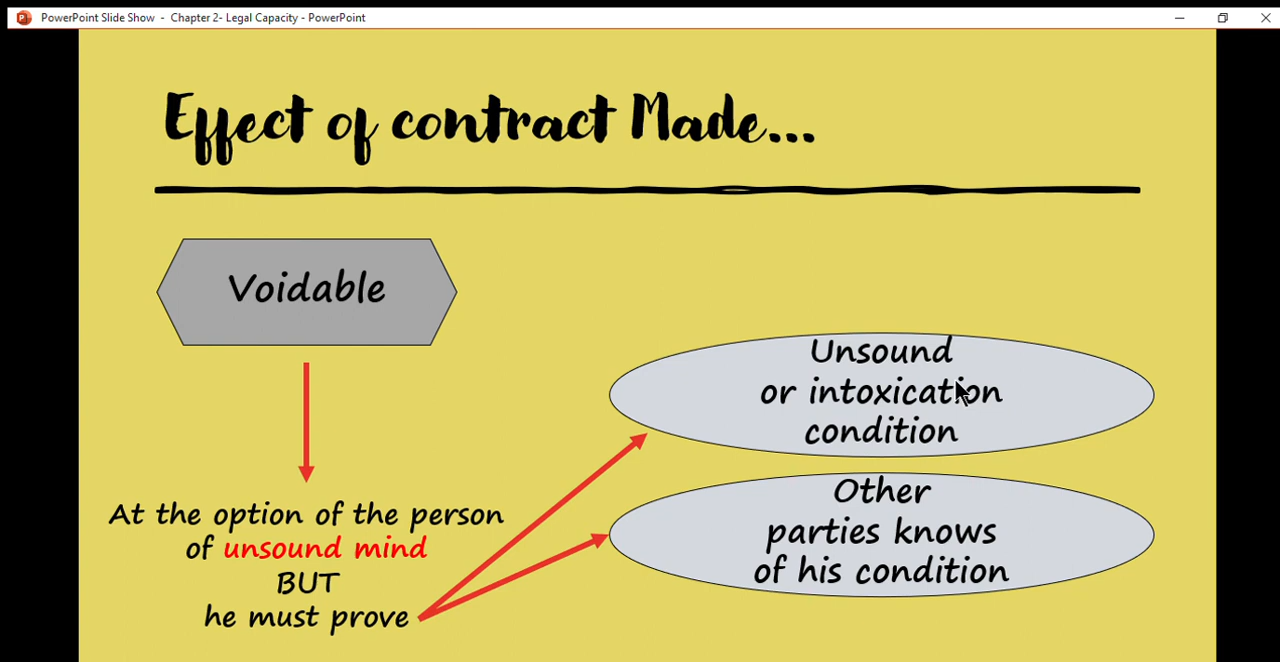 PowerPoint Slide Show - Chapter 2- Legal Capacity - PowerPoint
Effect of contract Made...
Voidable
At the option of the person
of unsound mind
BUT
he must prove
Unsound
or intoxication
condition
Other
parties knows
of his condition